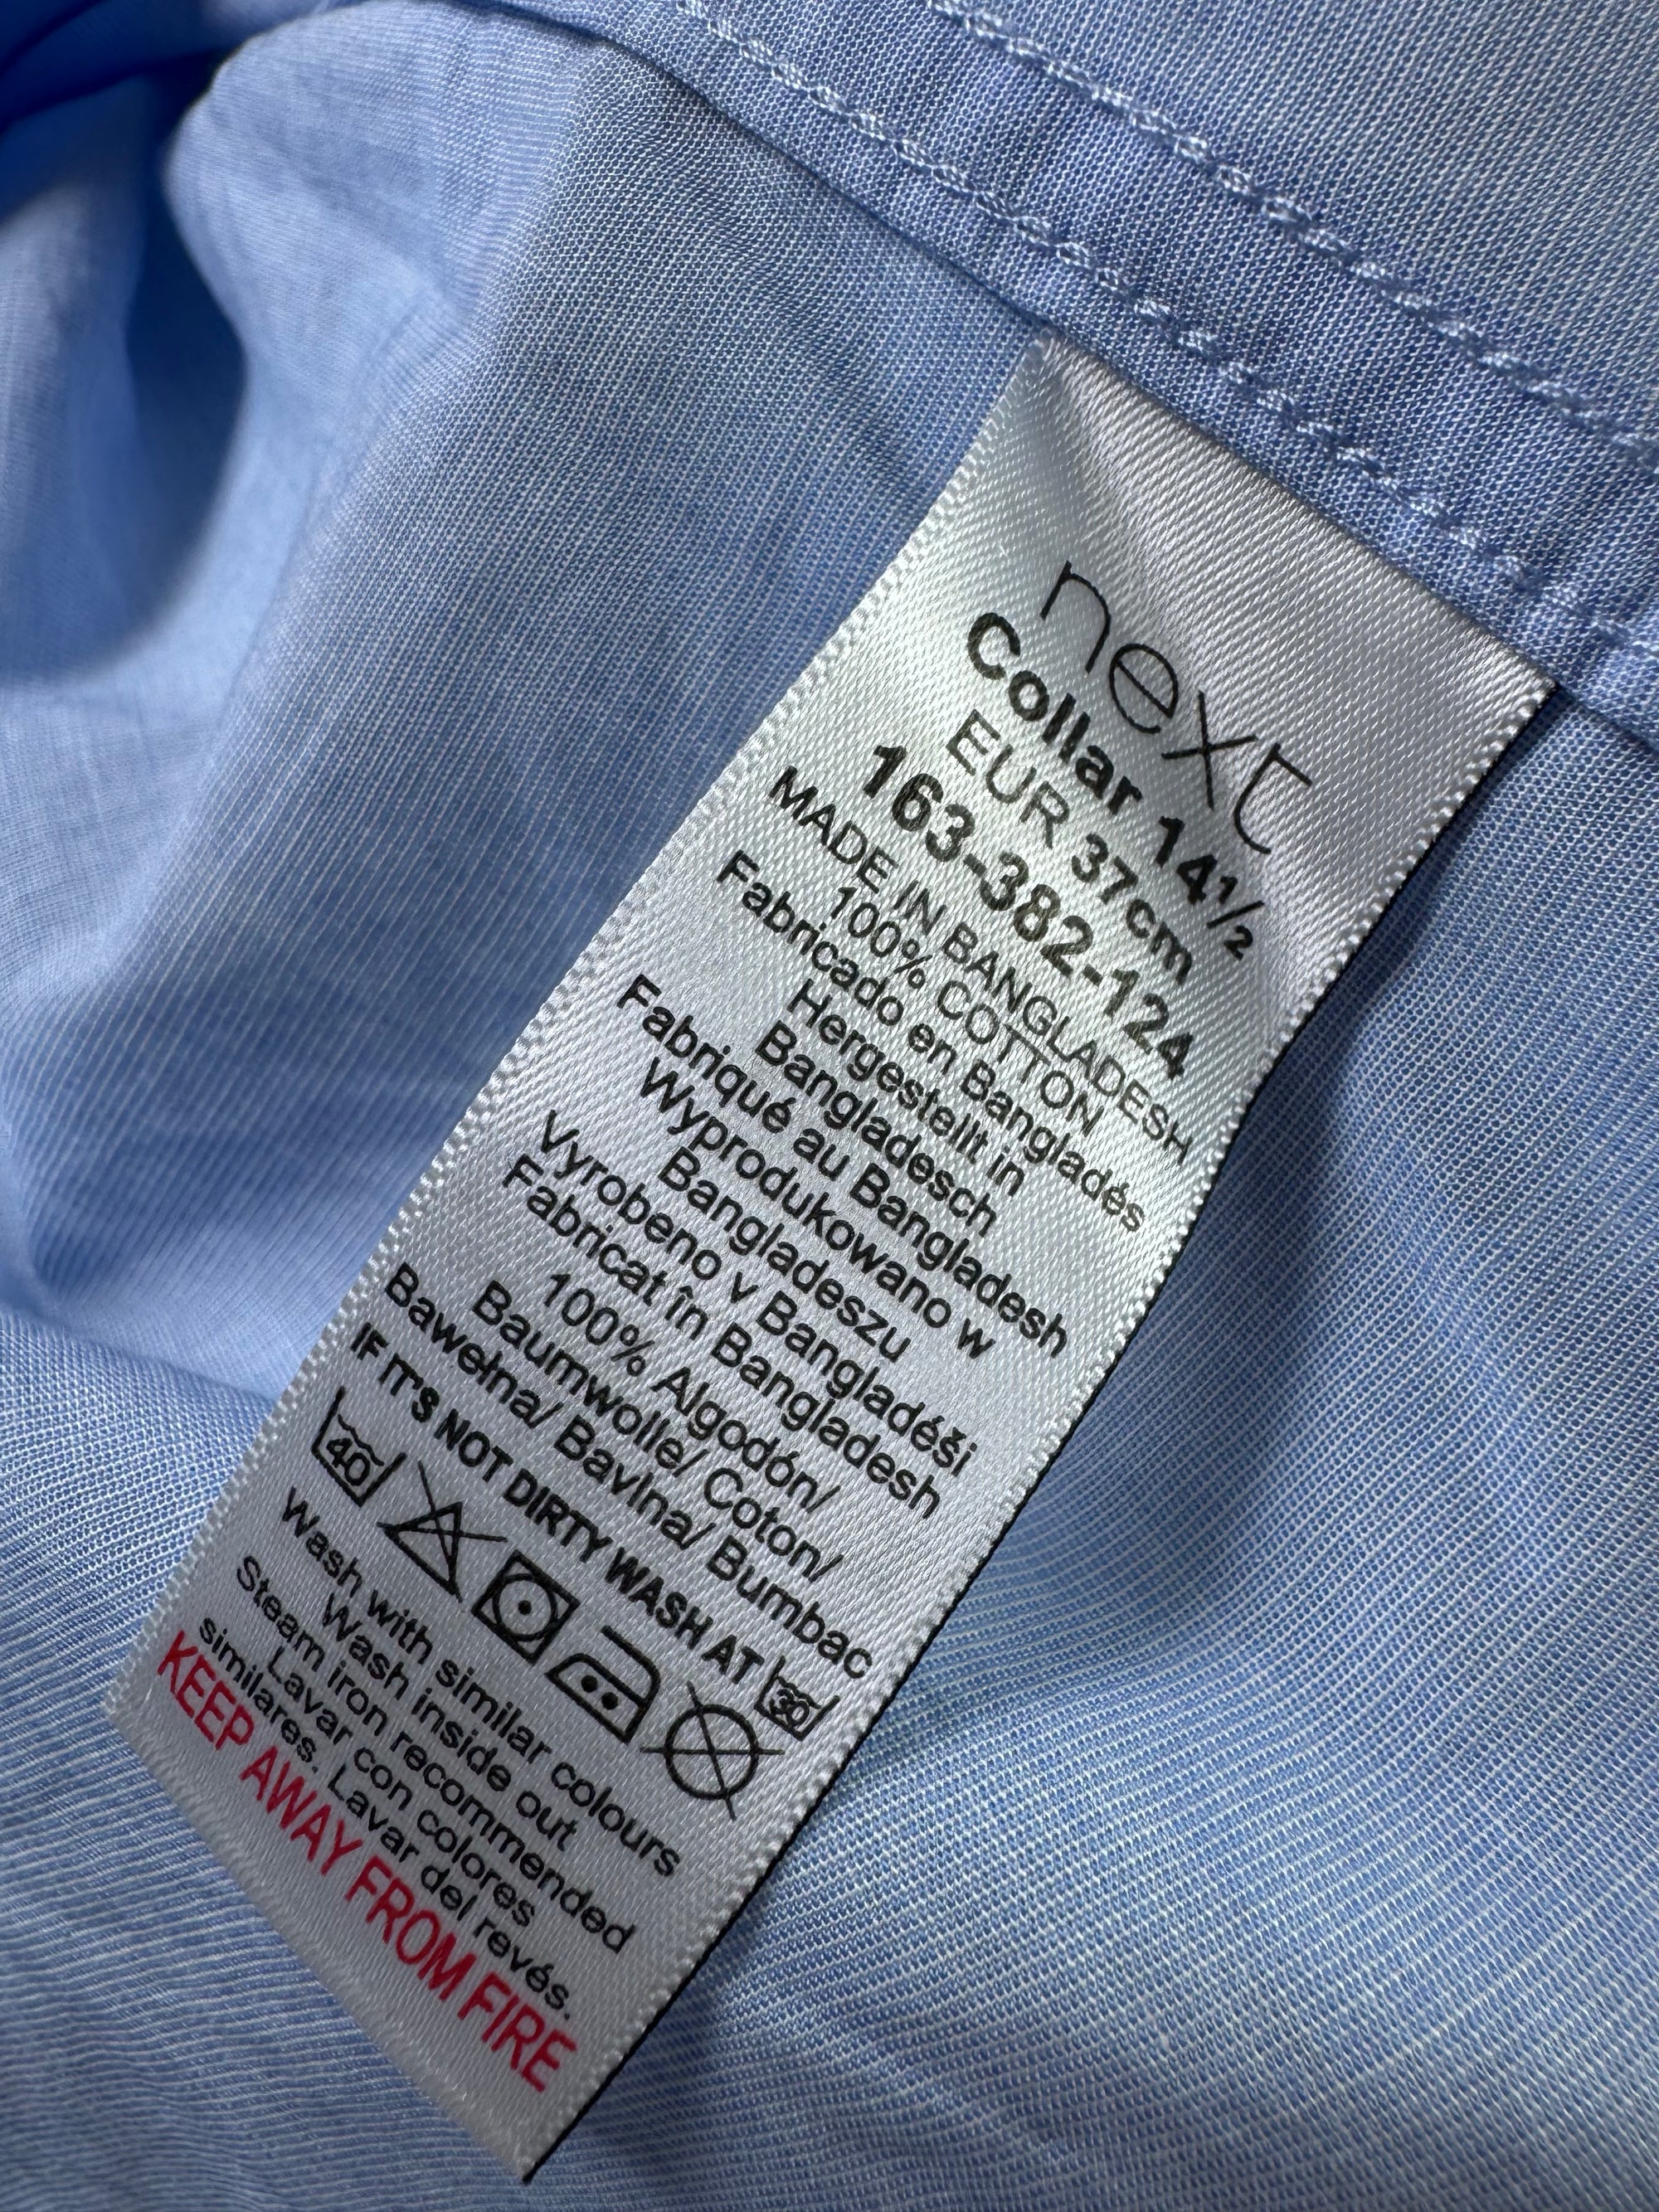 next
Collar 14½
EUR 37cm
163-382-124
MADE IN BANGLADESH
100% COTTON
Fabricado en Bangladés
Hergestellt in
Bangladesch
Fabriqué au Bangladesh
Wyprodukowano w
Bangladeszu
Vyrobeno v Bangladéši
Fabricat în Bangladesh
100% Algodón/
Baumwolle/ Coton/
Bawełna/ Bavlna/ Bumbac
IF IT'S NOT DIRTY WASH AT 30
40
Wash with similar colours
Wash inside out
Steam iron recommended
Lavar con colores
similares. Lavar del revés.
KEEP AWAY FROM FIRE